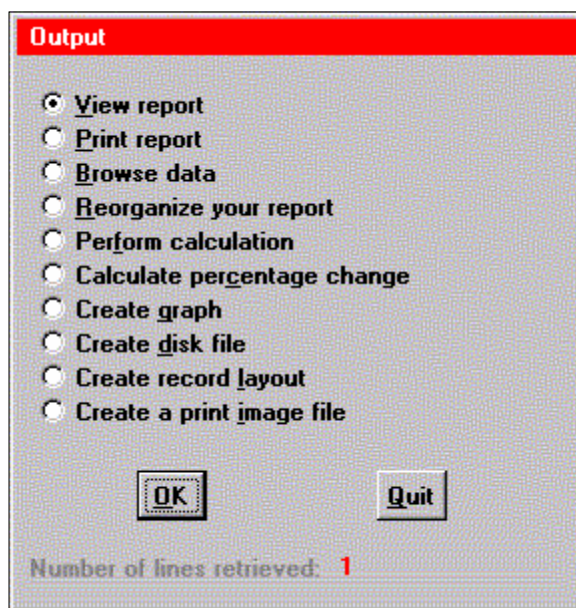 Output
View report
Print report
Browse data
Reorganize your report
Perform calculation
Calculate percentage change
Create graph
Create disk file
Create record layout
Create a print image file
OK Quit
Number of lines retrieved: 1